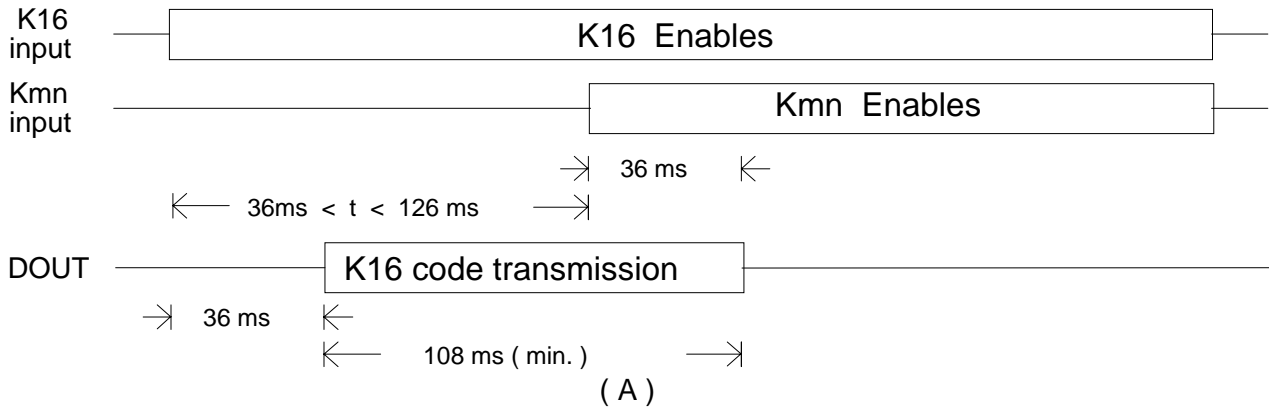 K16
input
K16 Enables
Kmn
input
Kmn Enables
36 ms
36ms < t < 126 ms
DOUT
K16 code transmission
36 ms
108 ms ( min. )
( A )